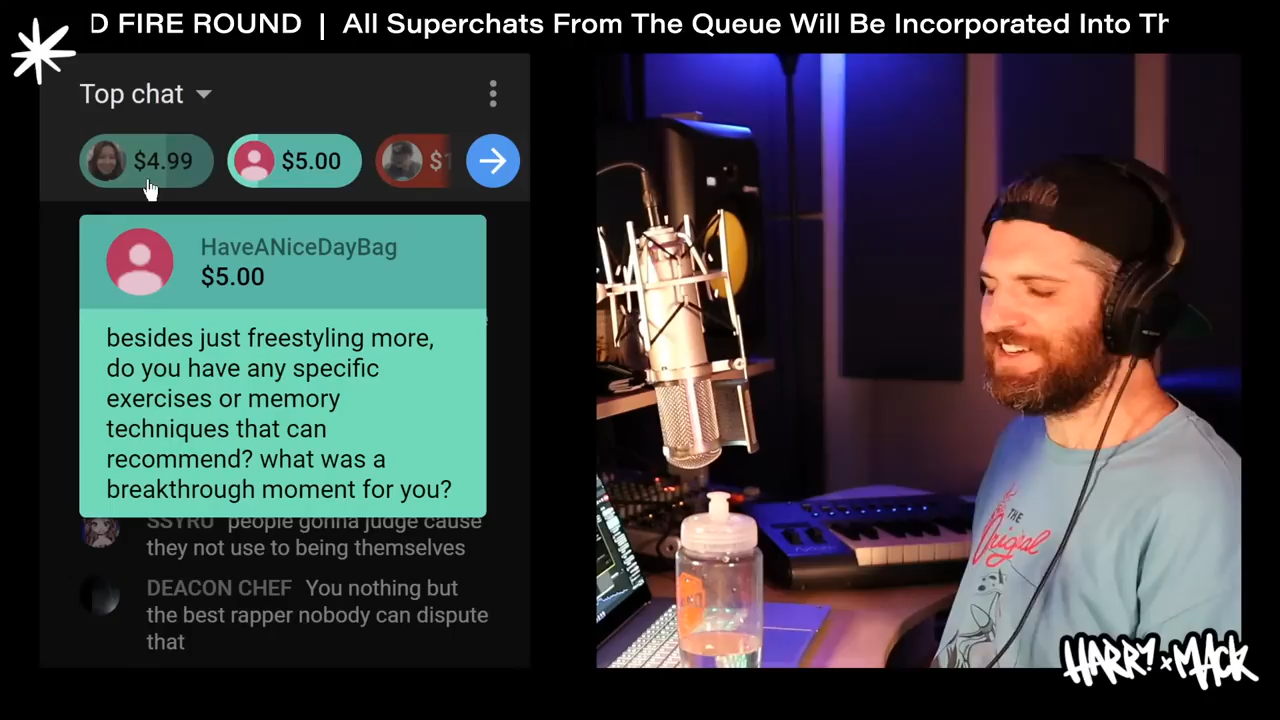 D FIRE ROUND | All Superchats From The Queue Will Be Incorporated Into Th
Top chat
$4.99
$5.00
$1
HaveANiceDayBag
$5.00
besides just freestyling more,
do you have any specific
exercises or memory
techniques that can
recommend? what was a
breakthrough moment for you?
SSYRU people gonna judge cause
they not use to being themselves
DEACON CHEF You nothing but
the best rapper nobody can dispute
that
THE
Original
HARRY MACK